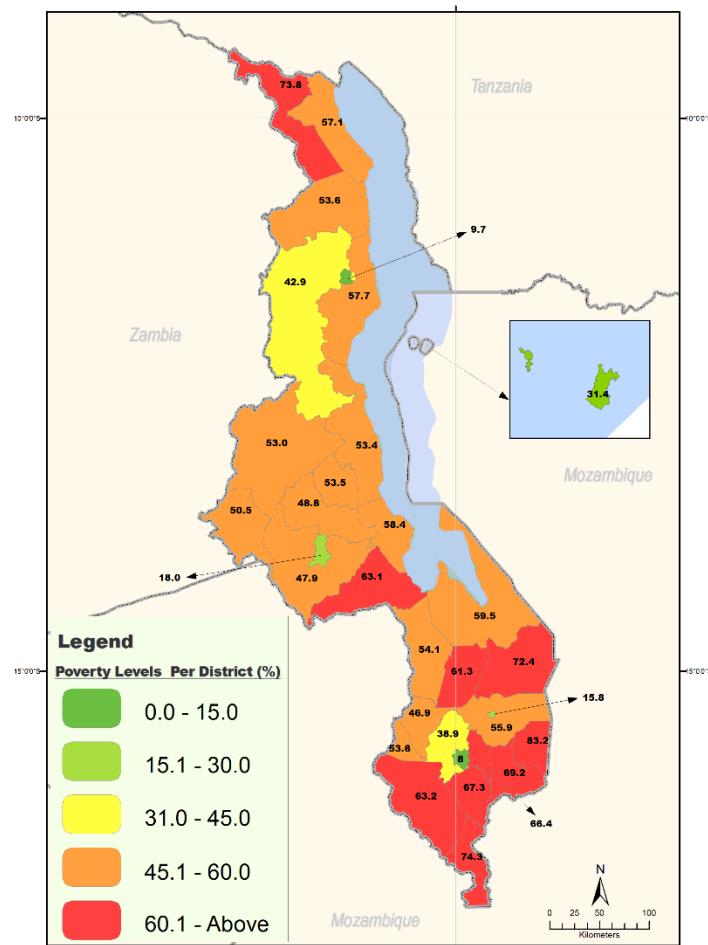 Tanzania
73.8
10°0'0"S
10°0'0"S
57.1
53.6
9.7
42.9
57.7
Zambia
31.4
53.0
53.4
Mozambique
53.5
50.5
48.8
58.4
18.0
47.9
63.1
59.5
54.1
Legend
Poverty Levels Per District (%)
0.0 - 15.0
15.1 - 30.0
31.0 - 45.0
45.1 - 60.0
60.1 - Above
61.3
72.4
15°0'0"S
15°0'0"S
15.8
46.9
38.9
55.9
53.6
8
83.2
69.2
63.2
67.3
66.4
74.3
N
Mozambique
0 25 50 100
Kilometers